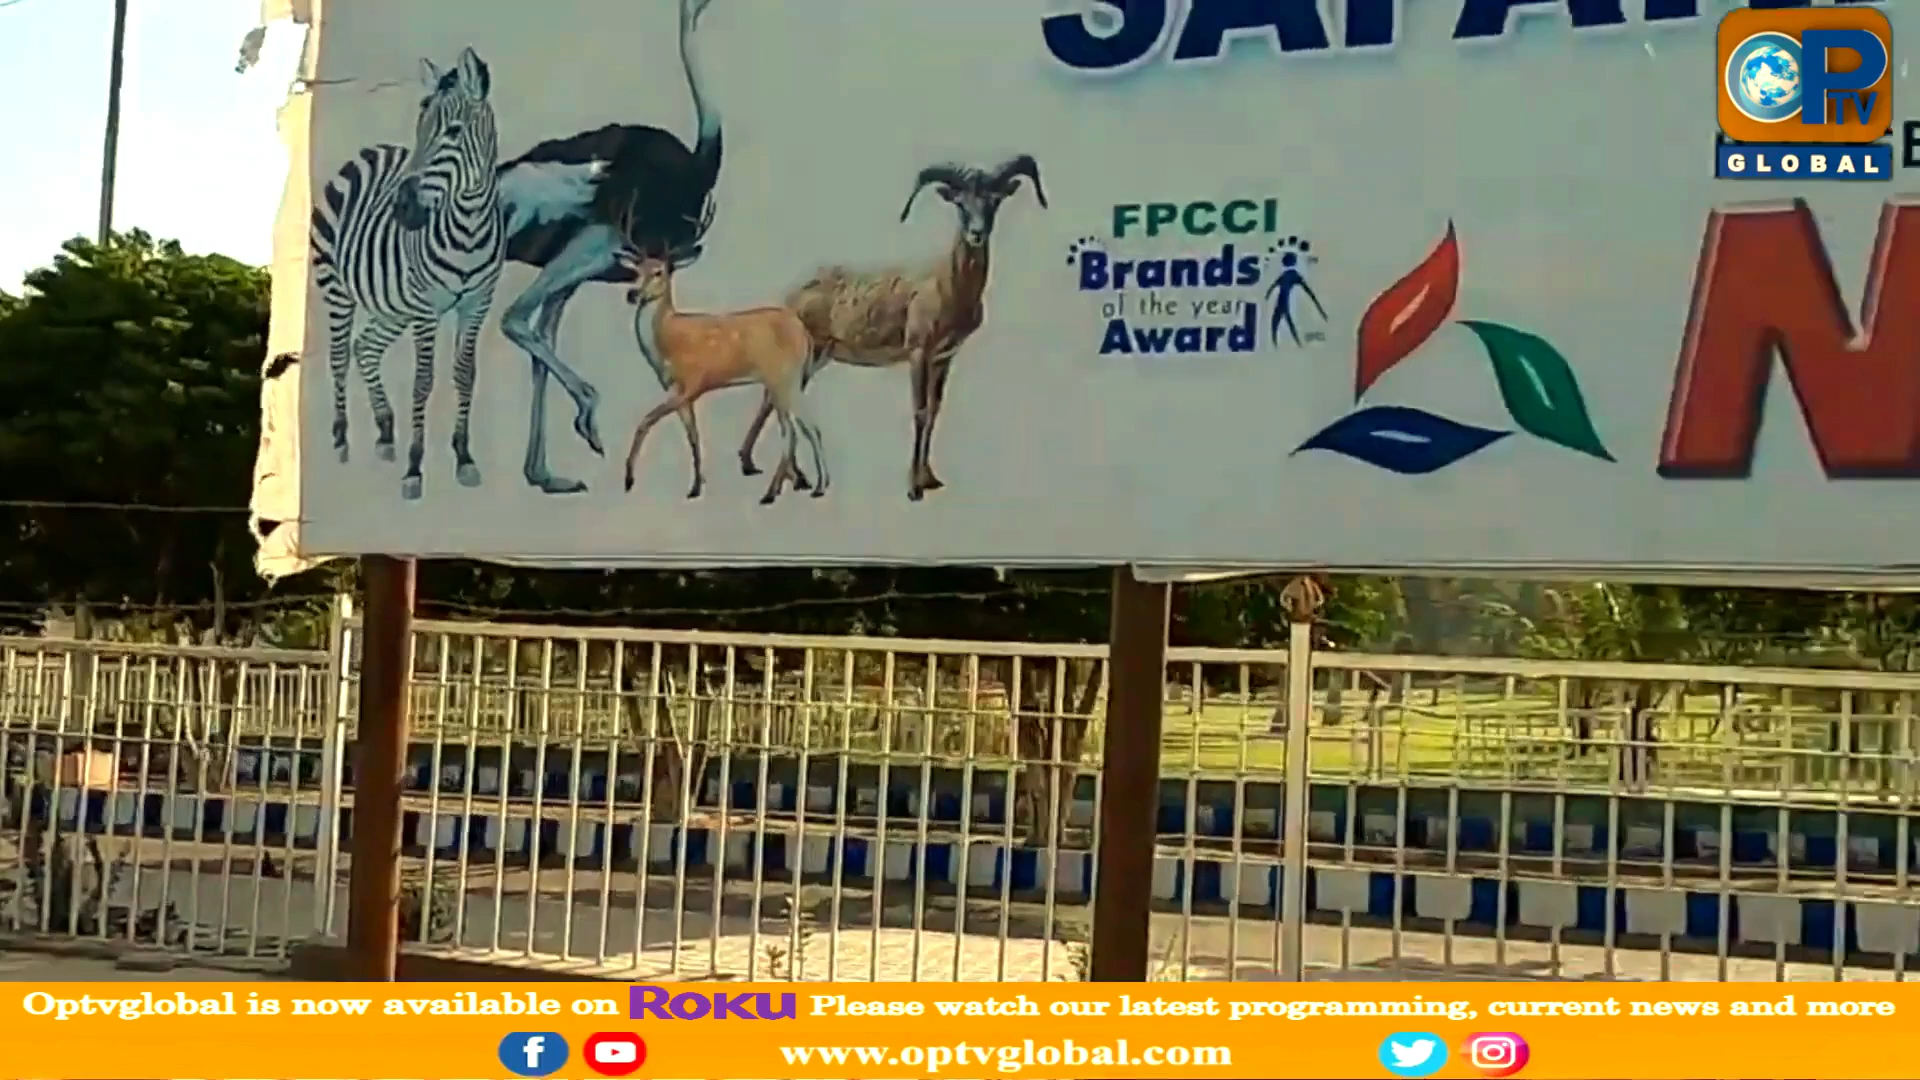 OPTV
GLOBAL
FPCCI
Brands
of the year
Award
N
Optvglobal is now available on ROKU Please watch our latest programming, current news and more
www.optvglobal.com